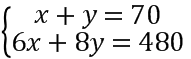 x + y = 70
6x + 8y = 480